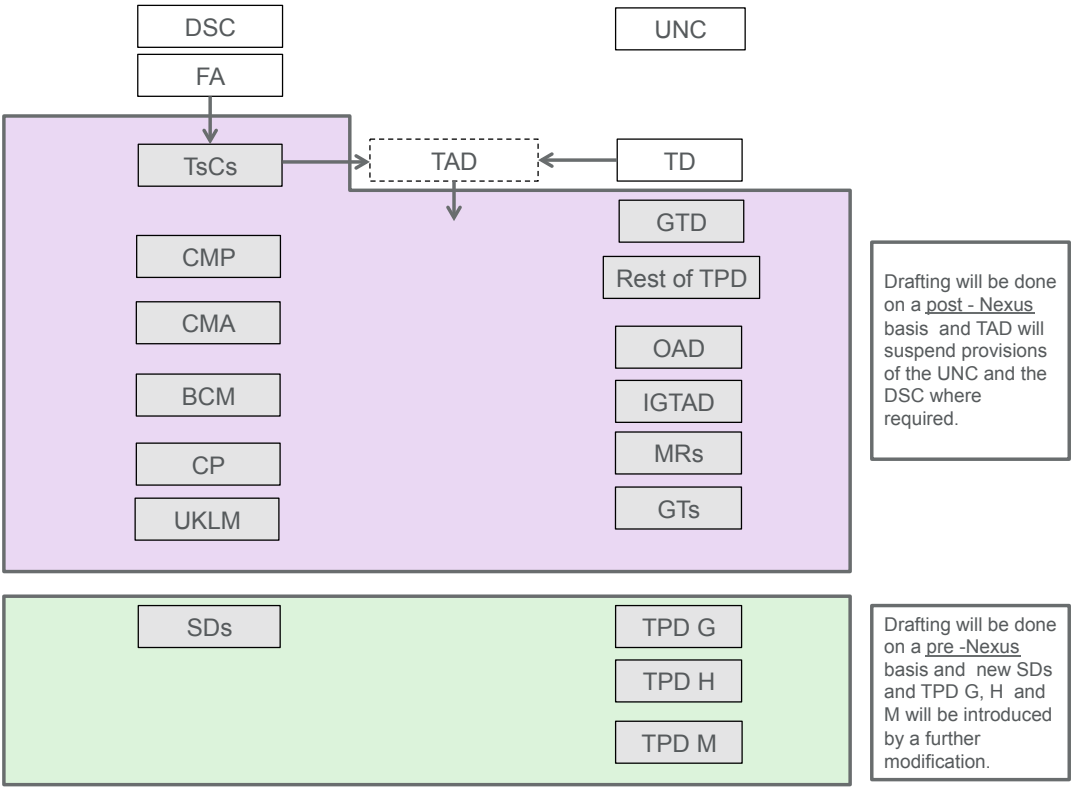 DSC
UNC
FA
TsCs
TAD
TD
GTD
CMP
Rest of TPD
CMA
OAD
BCM
IGTAD
CP
MRs
UKLM
GTs
Drafting will be done
on a post - Nexus
basis and TAD will
suspend provisions
of the UNC and the
DSC where
required.
SDs
TPD G
TPD H
TPD M
Drafting will be done
on a pre -Nexus
basis and new SDs
and TPD G, H and
M will be introduced
by a further
modification.